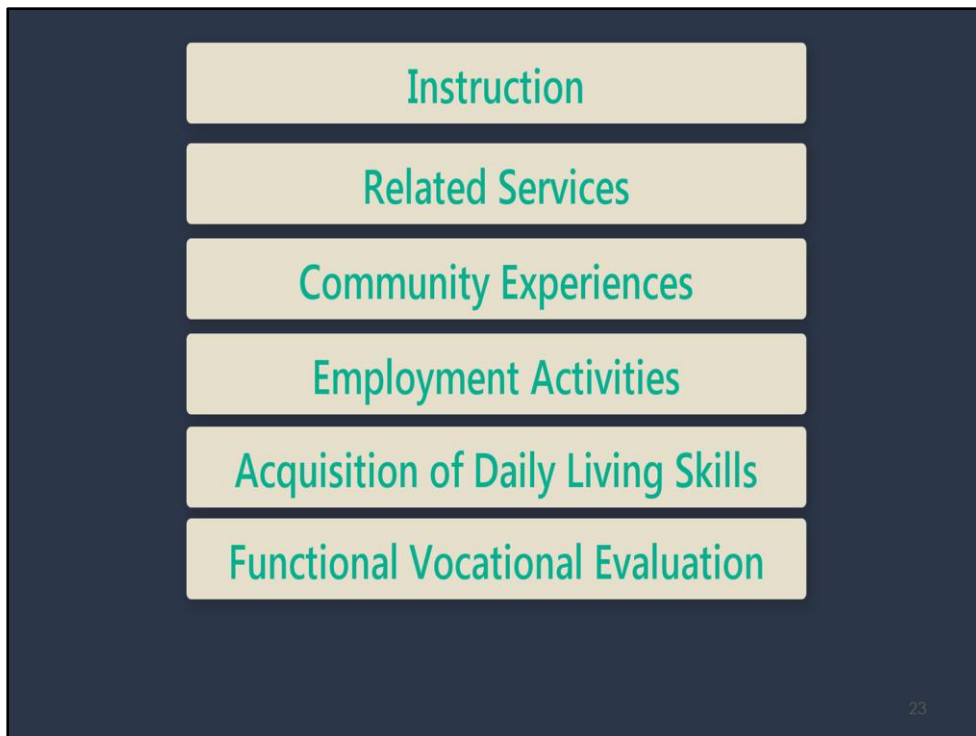 Instruction
Related Services
Community Experiences
Employment Activities
Acquisition of Daily Living Skills
Functional Vocational Evaluation
23